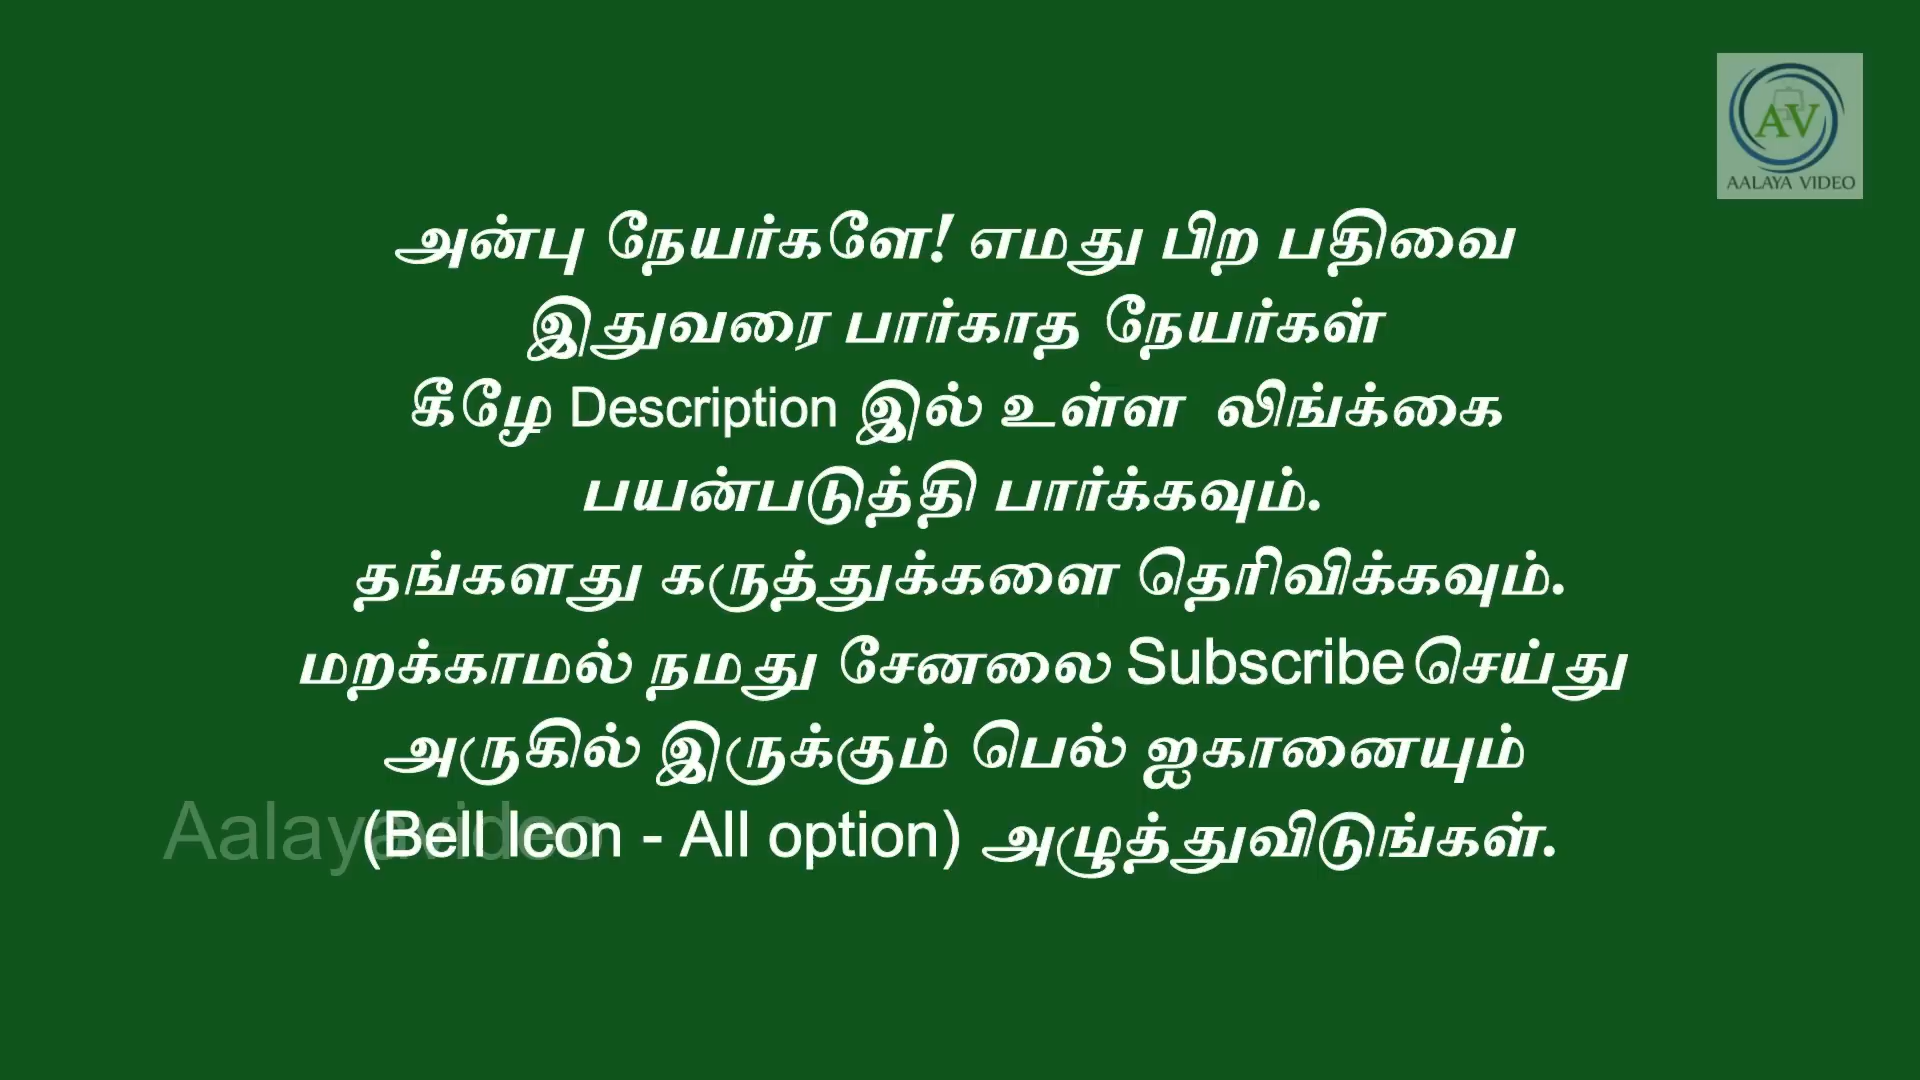 AV
AALAYA VIDEO
அன்பு நேயர்களே! எமது பிற பதிவை
இதுவரை பார்காத நேயர்கள்
கீழே Description இல் உள்ள லிங்க்கை
பயன்படுத்தி பார்க்கவும்.
தங்களது கருத்துக்களை தெரிவிக்கவும்.
மறக்காமல் நமது சேனலை Subscribe செய்து
அருகில் இருக்கும் பெல் ஐகானையும்
(Bell Icon - All option) அழுத்துவிடுங்கள்.
Aalayavideo